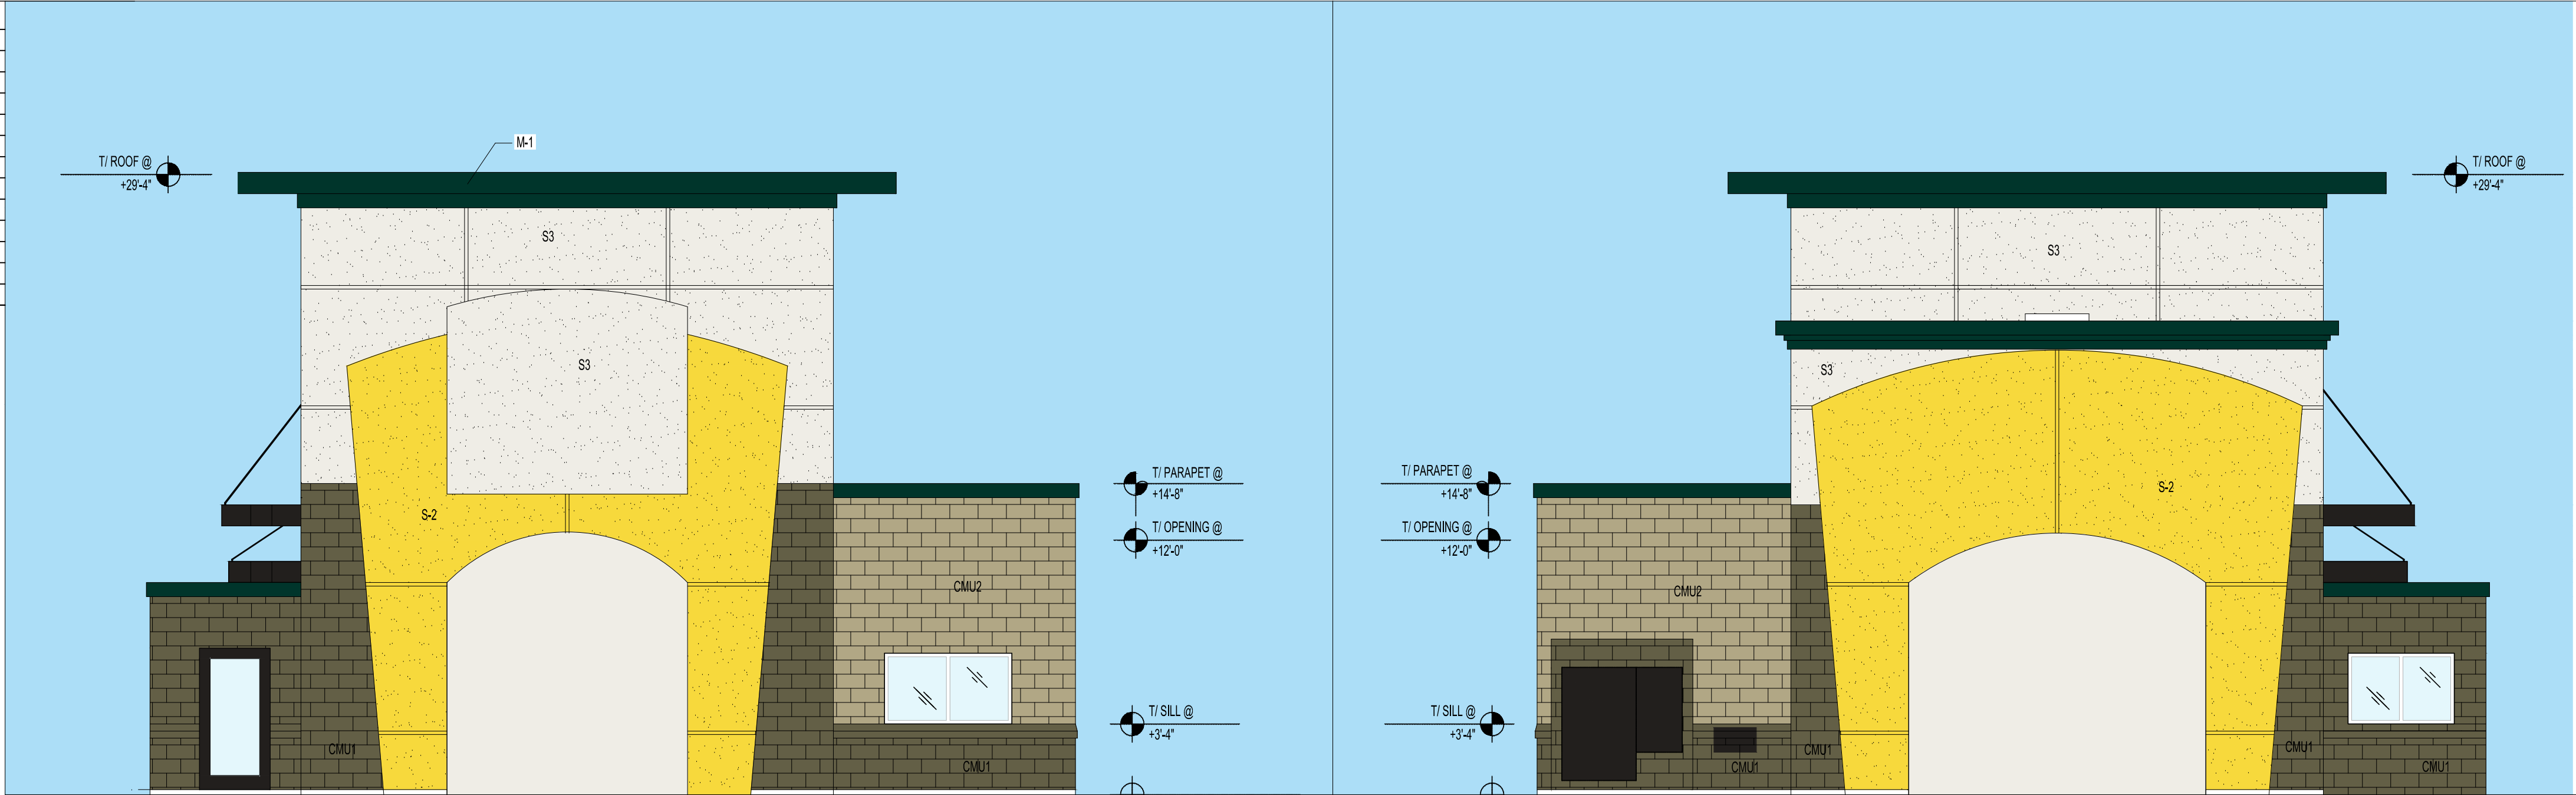 M-1
T/ ROOF @
+29'-4"
S3
S3
S-2
T/ PARAPET @
+14'-8"
T/ OPENING @
+12'-0"
CMU2
T/ SILL @
+3'-4"
CMU1
CMU1
T/ ROOF @
+29'-4"
S3
S3
S-2
T/ PARAPET @
+14'-8"
T/ OPENING @
+12'-0"
CMU2
T/ SILL @
+3'-4"
CMU1
CMU1
CMU1
CMU1